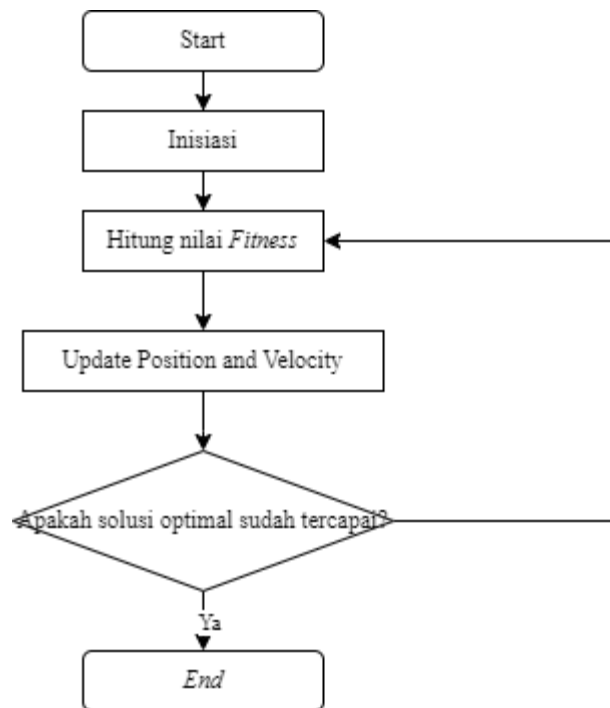 Start
Inisiasi
Hitung nilai Fitness
Update Position and Velocity
Apakah solusi optimal sudah tercapai?
Ya
End